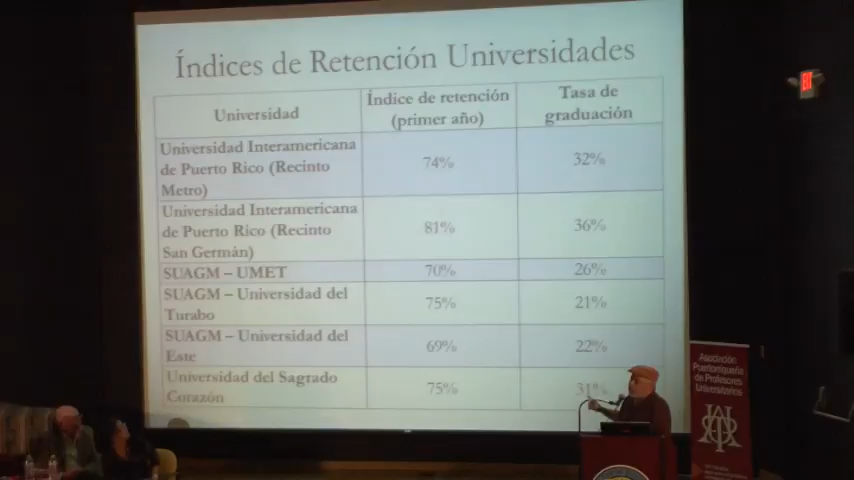 Índices de Retención Universidades
Universidad
Índice de retención
(primer año)
Tasa de
graduación
Universidad Interamericana
de Puerto Rico (Recinto
Metro)
74%
32%
Universidad Interamericana
de Puerto Rico (Recinto
San Germán)
81%
36%
SUAGM – UMET
70%
26%
SUAGM – Universidad del
Turabo
75%
21%
SUAGM – Universidad del
Este
69%
22%
Universidad del Sagrado
Corazón
75%
31%
EXIT
Asociación
Puertorriqueña
de Profesores
Universitarios